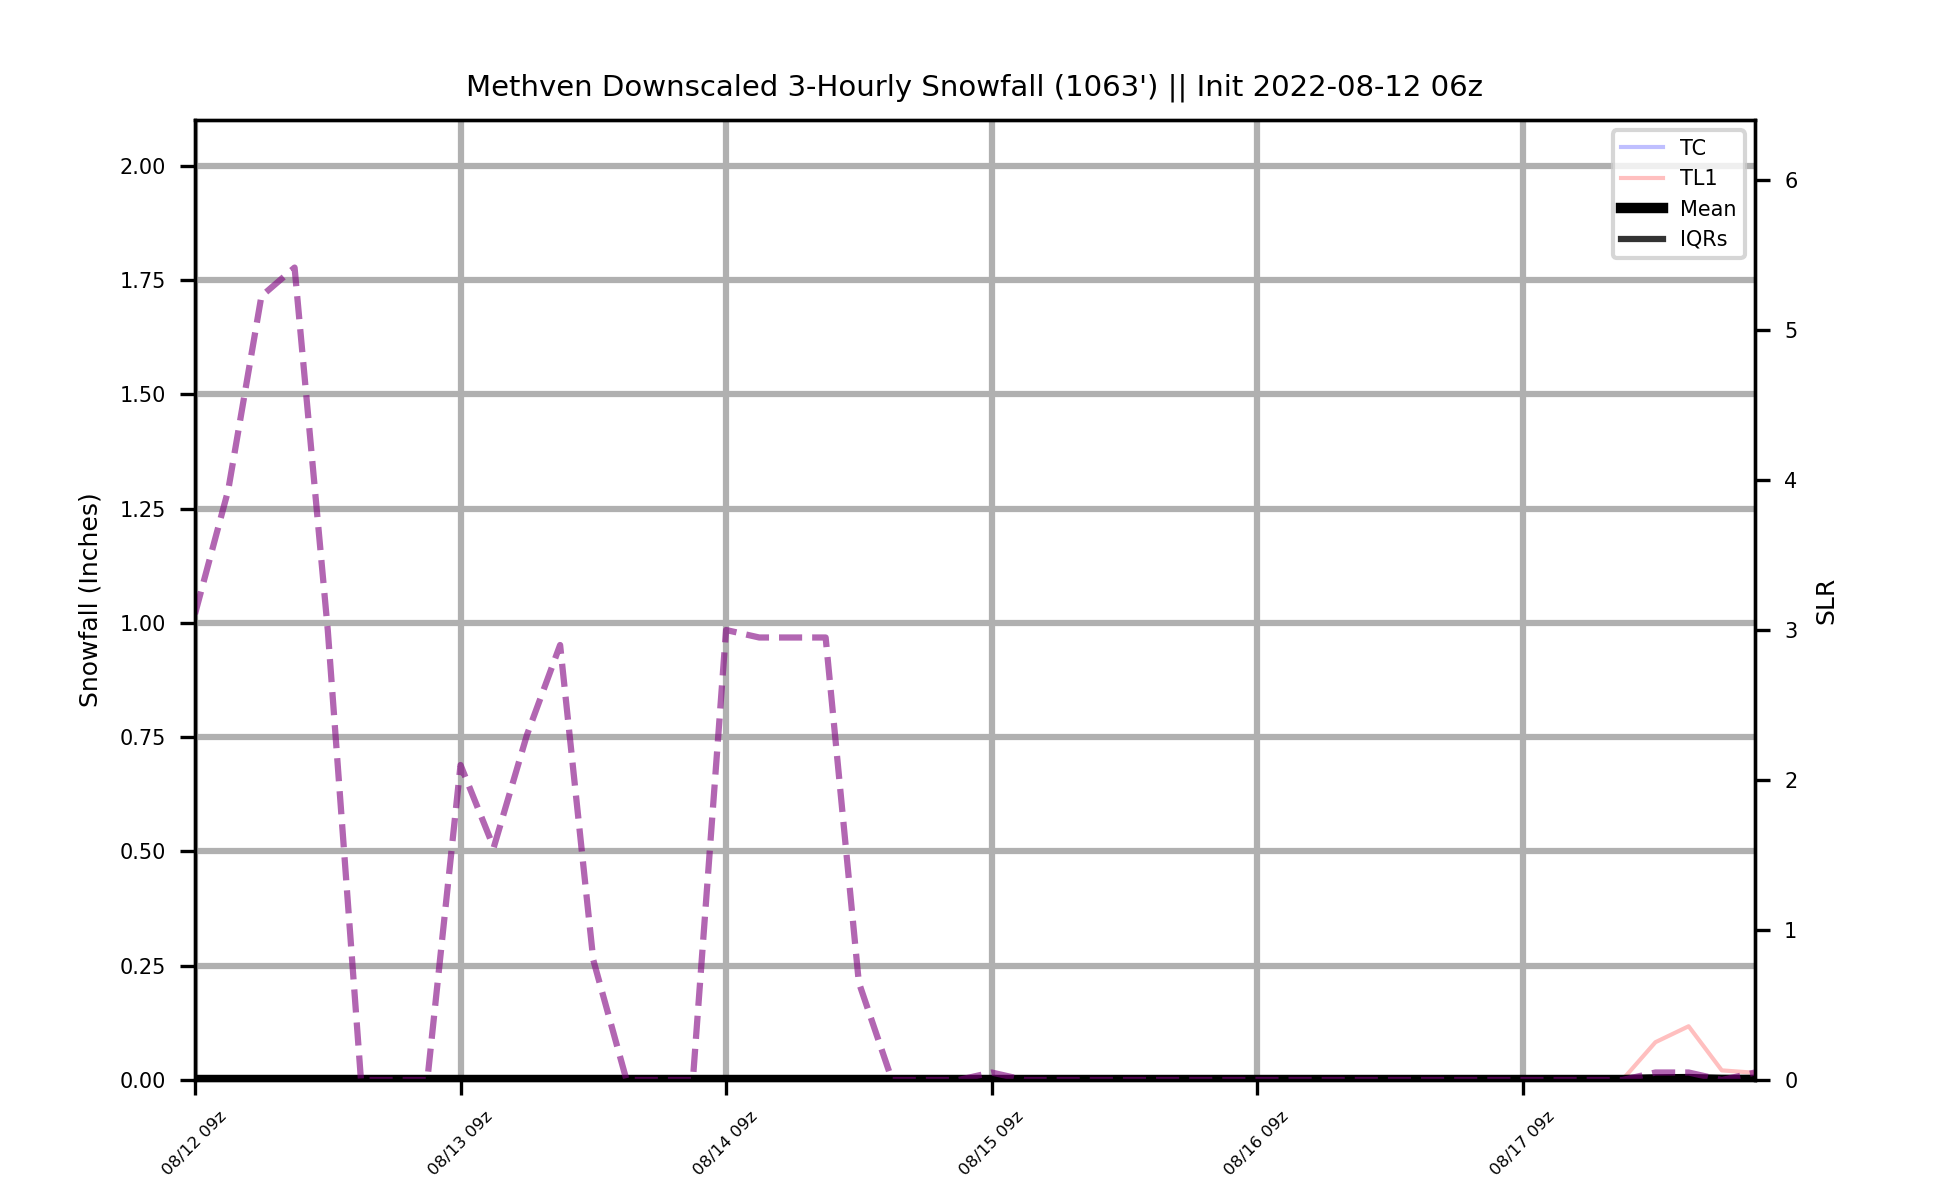 Methven Downscaled 3-Hourly Snowfall (1063') || Init 2022-08-12 06z
TC
TL1
Mean
IQRs
Snowfall (Inches)
2.00
1.75
1.50
1.25
1.00
0.75
0.50
0.25
0.00
6
5
4
3
2
1
0
SLR
08/12 09z
08/13 09z
08/14 09z
08/15 09z
08/16 09z
08/17 09z